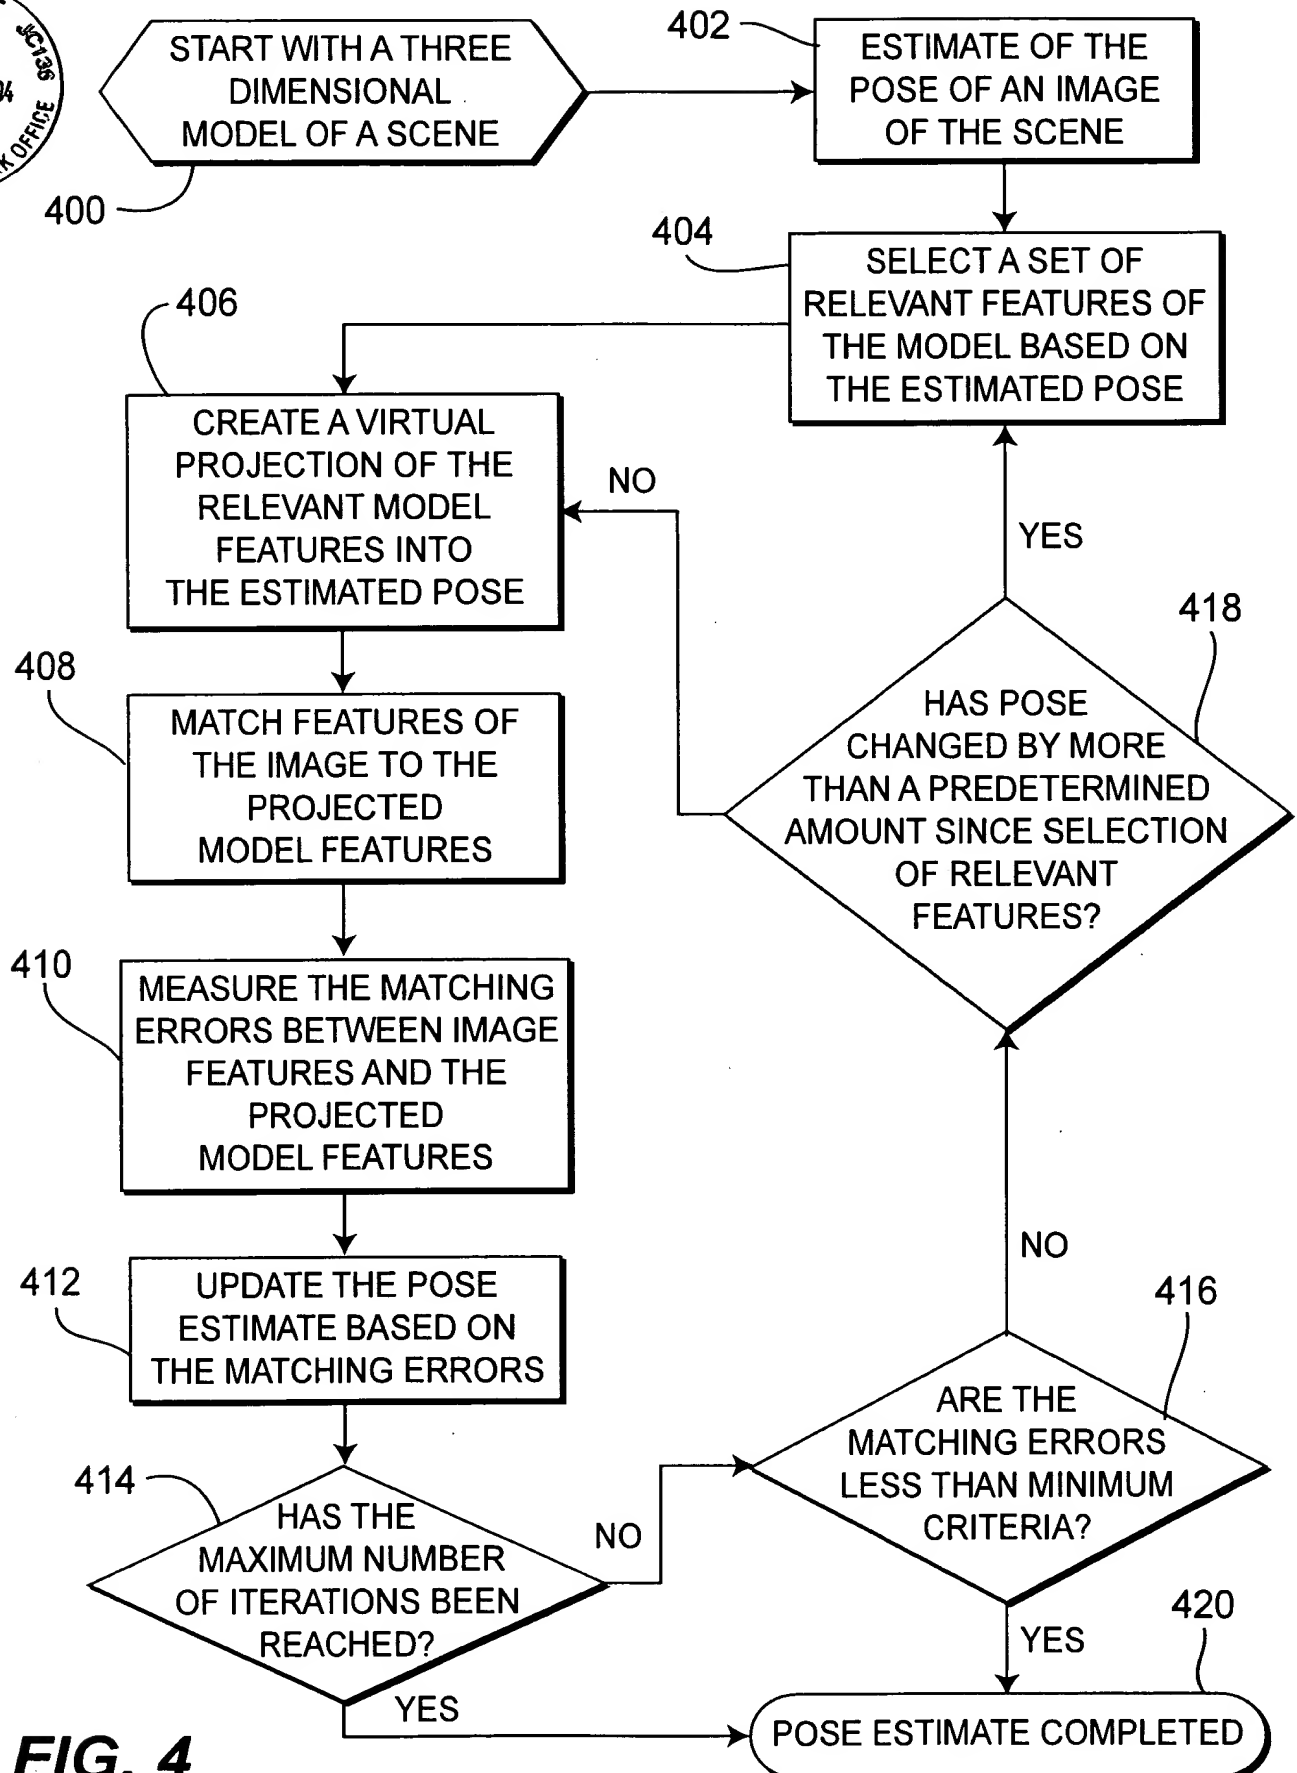 JC136
04
RK OFFICE
START WITH A THREE
DIMENSIONAL
MODEL OF A SCENE
400
402
ESTIMATE OF THE
POSE OF AN IMAGE
OF THE SCENE
404
SELECT A SET OF
RELEVANT FEATURES OF
THE MODEL BASED ON
THE ESTIMATED POSE
406
CREATE A VIRTUAL
PROJECTION OF THE
RELEVANT MODEL
FEATURES INTO
THE ESTIMATED POSE
NO
YES
408
MATCH FEATURES OF
THE IMAGE TO THE
PROJECTED
MODEL FEATURES
418
HAS POSE
CHANGED BY MORE
THAN A PREDETERMINED
AMOUNT SINCE SELECTION
OF RELEVANT
FEATURES?
410
MEASURE THE MATCHING
ERRORS BETWEEN IMAGE
FEATURES AND THE
PROJECTED
MODEL FEATURES
NO
412
UPDATE THE POSE
ESTIMATE BASED ON
THE MATCHING ERRORS
416
ARE THE
MATCHING ERRORS
LESS THAN MINIMUM
CRITERIA?
414
HAS THE
MAXIMUM NUMBER
OF ITERATIONS BEEN
REACHED?
NO
YES
YES
420
POSE ESTIMATE COMPLETED
FIG. 4